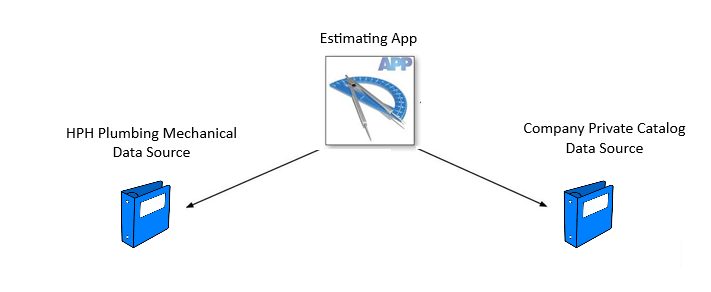 Estimating App
APP
HPH Plumbing Mechanical
Data Source
Company Private Catalog
Data Source